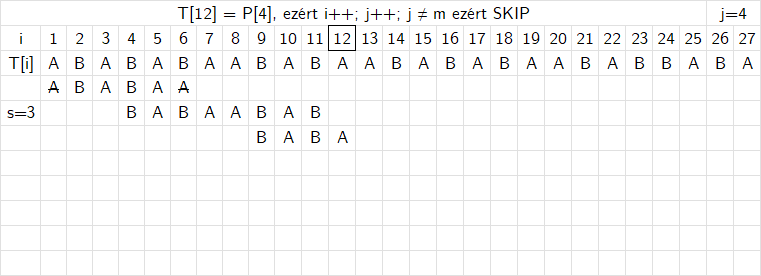 T[12] = P[4], ezért i++; j++; j ≠ m ezért SKIP j=4
i 1 2 3 4 5 6 7 8 9 10 11 12 13 14 15 16 17 18 19 20 21 22 23 24 25 26 27
T[i] A B A B A B A A B A B A A B A B A B A A B A B B A B A
A B A B A A
s=3 B A B A A B A B
B A B A